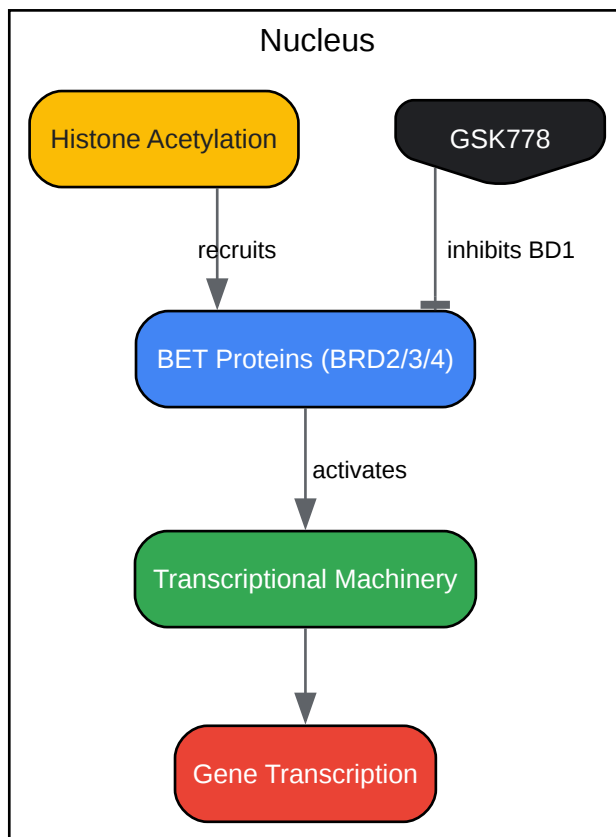 Nucleus
Histone Acetylation
GSK778
recruits
inhibits BD1
BET Proteins (BRD2/3/4)
activates
Transcriptional Machinery
Gene Transcription